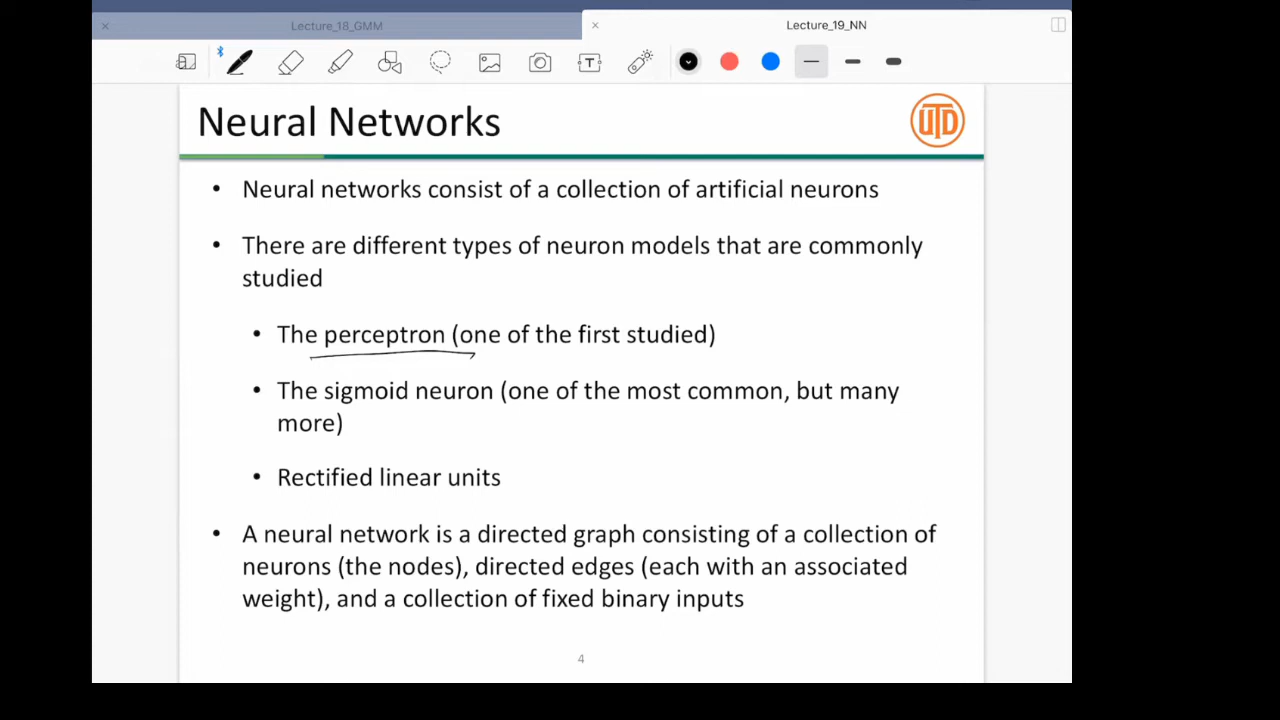 Lecture_18_GMM
Lecture_19_NN
T
Neural Networks
UTD
• Neural networks consist of a collection of artificial neurons
• There are different types of neuron models that are commonly
studied
• The perceptron (one of the first studied)
• The sigmoid neuron (one of the most common, but many
more)
• Rectified linear units
• A neural network is a directed graph consisting of a collection of
neurons (the nodes), directed edges (each with an associated
weight), and a collection of fixed binary inputs
4